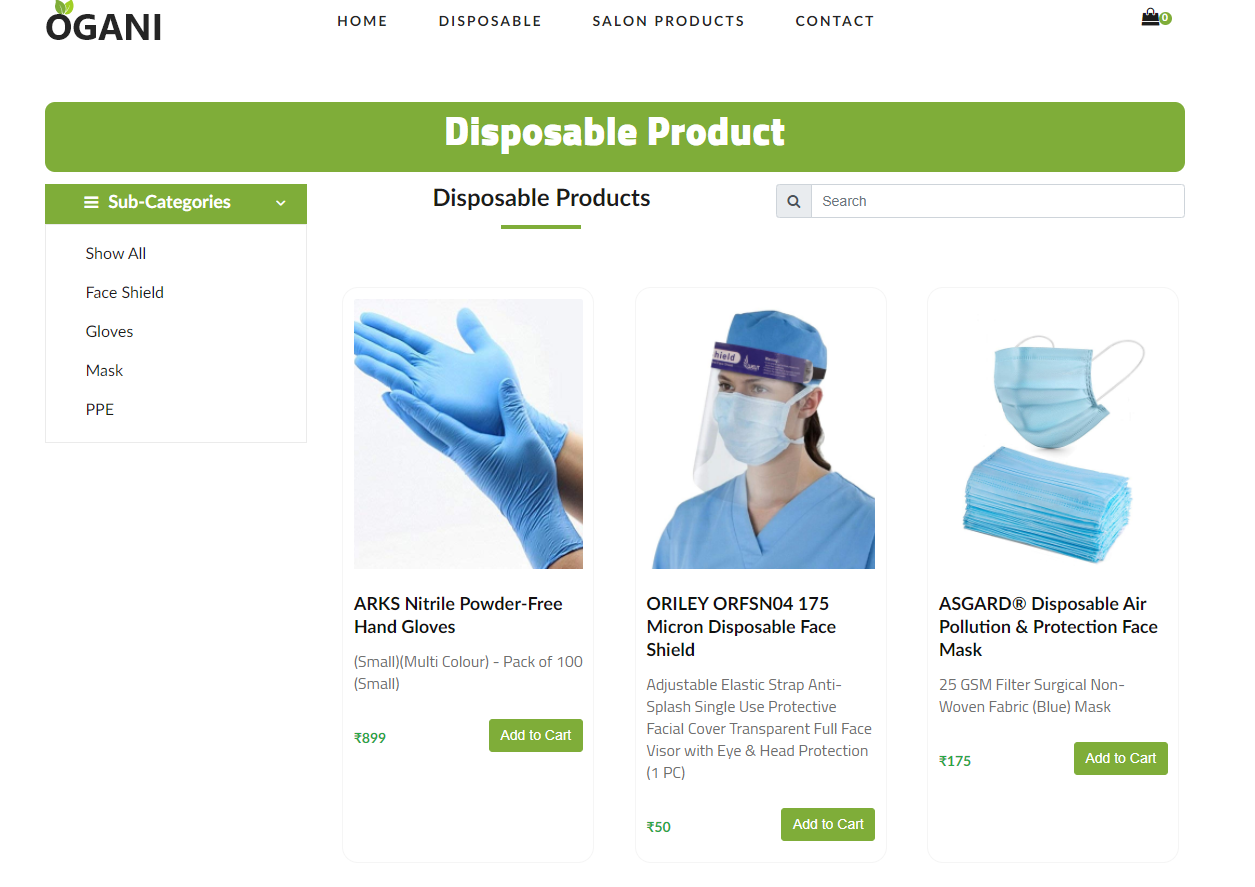 OGANI
HOME DISPOSABLE SALON PRODUCTS CONTACT
0
Disposable Product
Sub-Categories
Show All
Face Shield
Gloves
Mask
PPE
Disposable Products
Search
ARKS Nitrile Powder-Free
Hand Gloves
(Small)(Multi Colour) - Pack of 100
(Small)
₹899
Add to Cart
hield
ORILEY ORFSN04 175
Micron Disposable Face
Shield
Adjustable Elastic Strap Anti-
Splash Single Use Protective
Facial Cover Transparent Full Face
Visor with Eye & Head Protection
(1 PC)
₹50
Add to Cart
ASGARD® Disposable Air
Pollution & Protection Face
Mask
25 GSM Filter Surgical Non-
Woven Fabric (Blue) Mask
₹175
Add to Cart